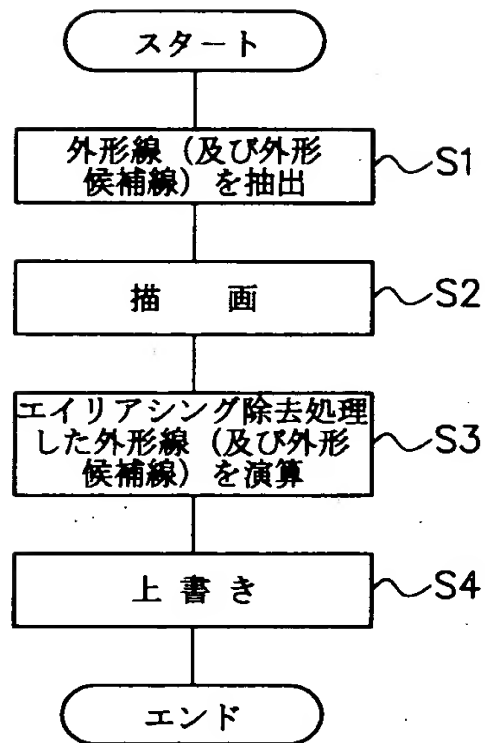 スタート
外形線（及び外形
候補線）を抽出
S1
描　画
S2
エイリアシング除去処理
した外形線（及び外形
候補線）を演算
S3
上書き
S4
エンド